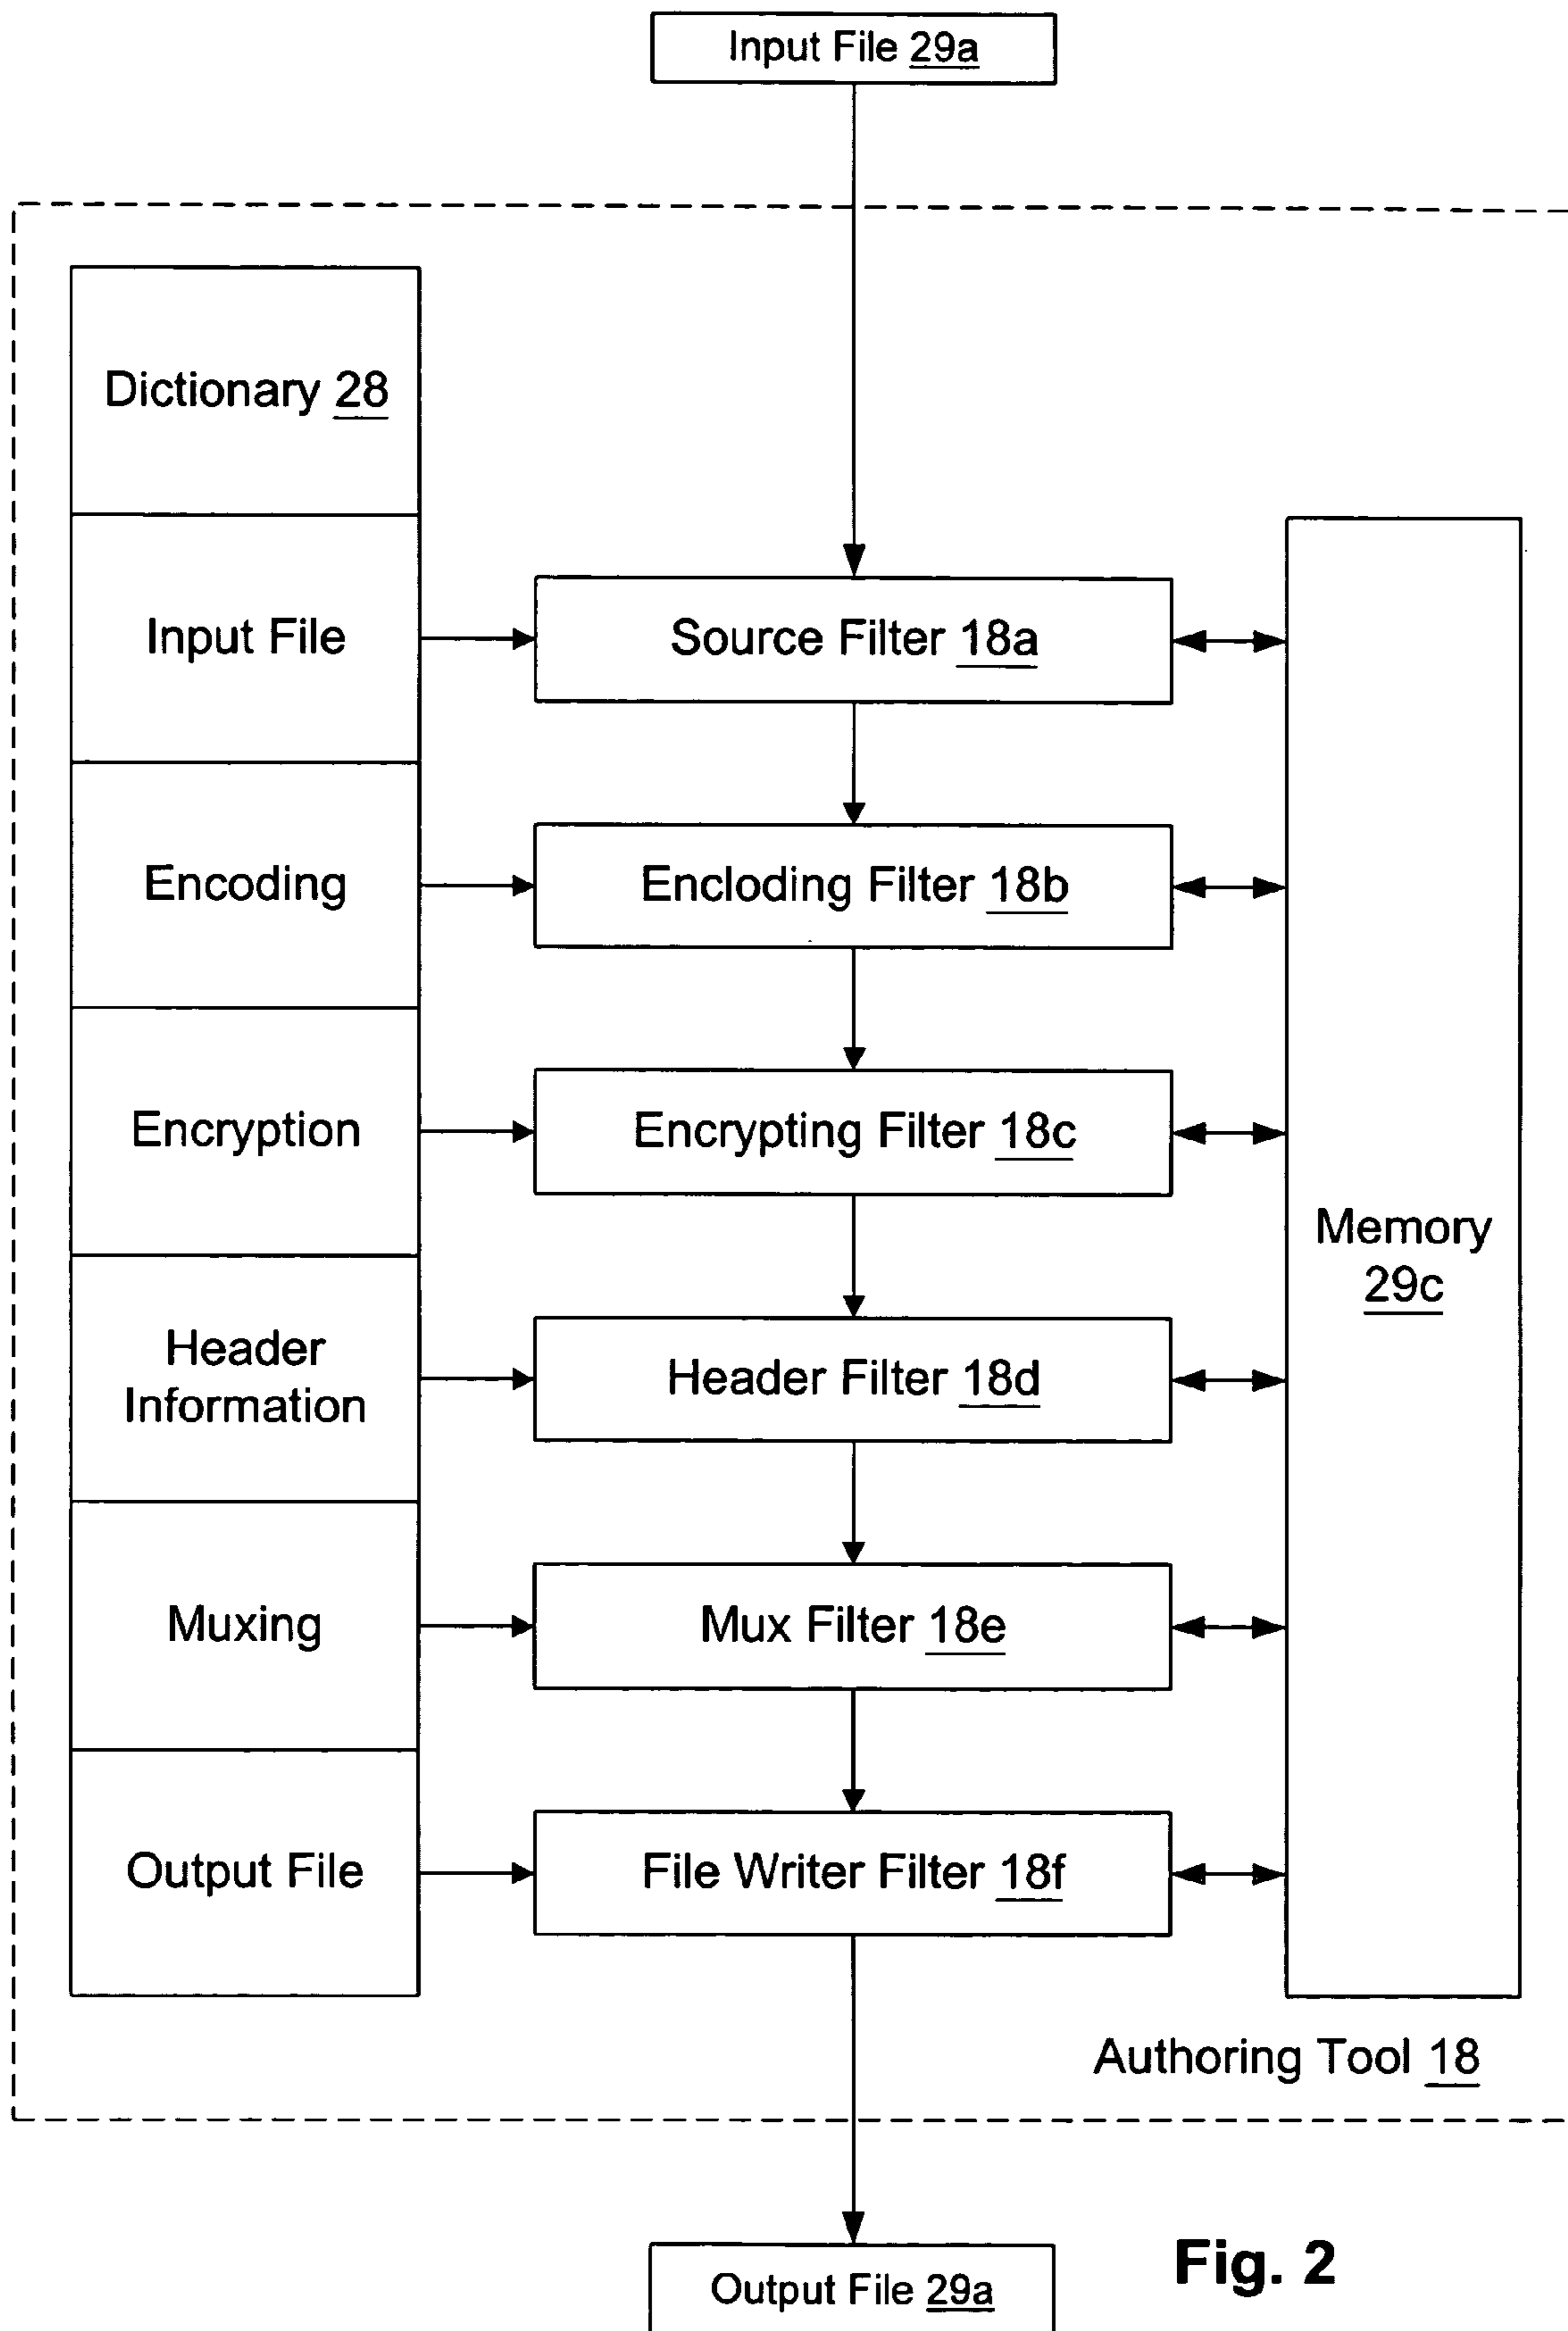 Input File 29a
Dictionary 28
Input File
Source Filter 18a
Encoding
Encloding Filter 18b
Encryption
Encrypting Filter 18c
Memory
29c
Header
Information
Header Filter 18d
Muxing
Mux Filter 18e
Output File
File Writer Filter 18f
Authoring Tool 18
Output File 29a
Fig. 2